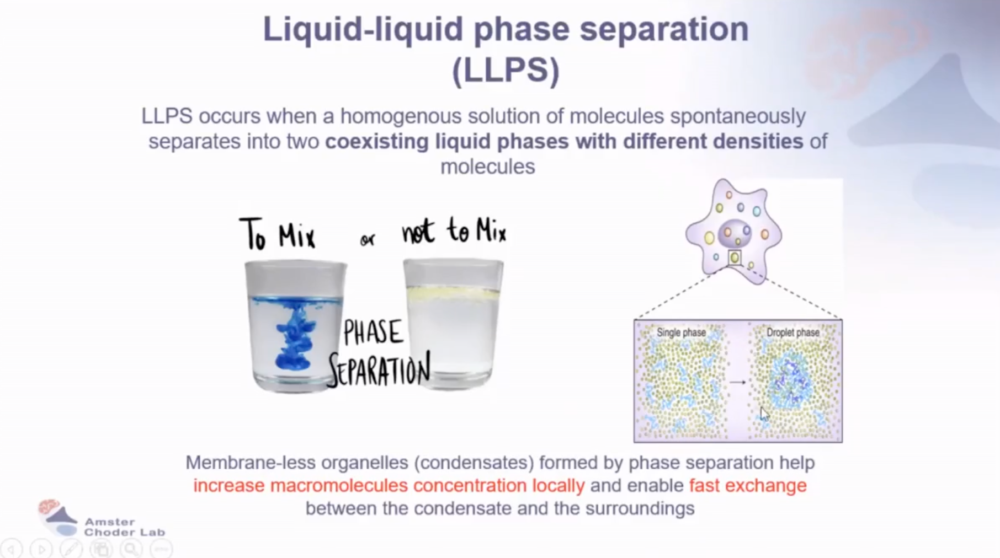 Liquid-liquid phase separation
(LLPS)
LLPS occurs when a homogenous solution of molecules spontaneously
separates into two coexisting liquid phases with different densities of
molecules
To Mix or not to Mix
PHASE
SEPARATION
Single phase
Droplet phase
Membrane-less organelles (condensates) formed by phase separation help
increase macromolecules concentration locally and enable fast exchange
between the condensate and the surroundings
Amster
Choder Lab